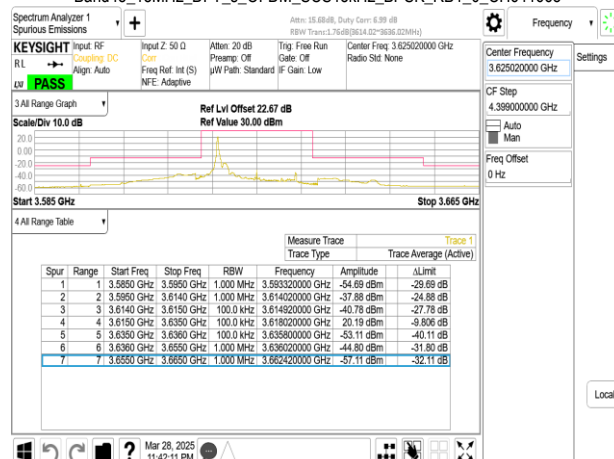 Spectrum Analyzer 1
Spurious Emissions
Attn: 15.68dB, Duty Corr: 6.99 dB
RBW Trans:1.76dB(3614.02~3636.02MHz)
Frequency
Settings
KEYSIGHT
RL
PASS
Input: RF
Coupling: DC
Align: Auto
Input Z: 50 Ω
Corr
Freq Ref: Int (S)
NFE: Adaptive
Atten: 20 dB
Preamp: Off
µW Path: Standard
Trig: Free Run
Gate: Off
IF Gain: Low
Center Freq: 3.625020000 GHz
Radio Std: None
Center Frequency
3.625020000 GHz
CF Step
4.399000000 GHz
Auto
Man
Freq Offset
0 Hz
3 All Range Graph
Scale/Div 10.0 dB
Ref Lvl Offset 22.67 dB
Ref Value 30.00 dBm
20.0
0.00
-20.0
-40.0
-60.0
Start 3.585 GHz
Stop 3.665 GHz
4 All Range Table
Measure Trace Trace 1
Trace Type Trace Average (Active)
Spur Range Start Freq Stop Freq RBW Frequency Amplitude ΔLimit
1 1 3.5850 GHz 3.5950 GHz 1.000 MHz 3.593320000 GHz -54.69 dBm -29.69 dB
2 2 3.5950 GHz 3.6140 GHz 1.000 MHz 3.614020000 GHz -37.88 dBm -24.88 dB
3 3 3.6140 GHz 3.6150 GHz 100.0 kHz 3.614920000 GHz -40.78 dBm -27.78 dB
4 4 3.6150 GHz 3.6350 GHz 100.0 kHz 3.618020000 GHz 20.19 dBm -9.806 dB
5 5 3.6350 GHz 3.6360 GHz 100.0 kHz 3.635800000 GHz -53.11 dBm -40.11 dB
6 6 3.6360 GHz 3.6550 GHz 1.000 MHz 3.636020000 GHz -44.80 dBm -31.80 dB
7 7 3.6550 GHz 3.6650 GHz 1.000 MHz 3.662420000 GHz -57.11 dBm -32.11 dB
Local
Mar 28, 2025
11:42:11 PM